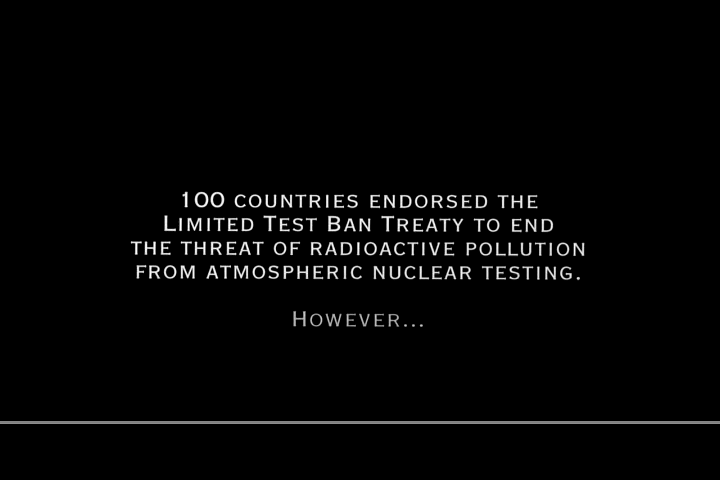 100 COUNTRIES ENDORSED THE
LIMITED TEST BAN TREATY TO END
THE THREAT OF RADIOACTIVE POLLUTION
FROM ATMOSPHERIC NUCLEAR TESTING.
HOWEVER...